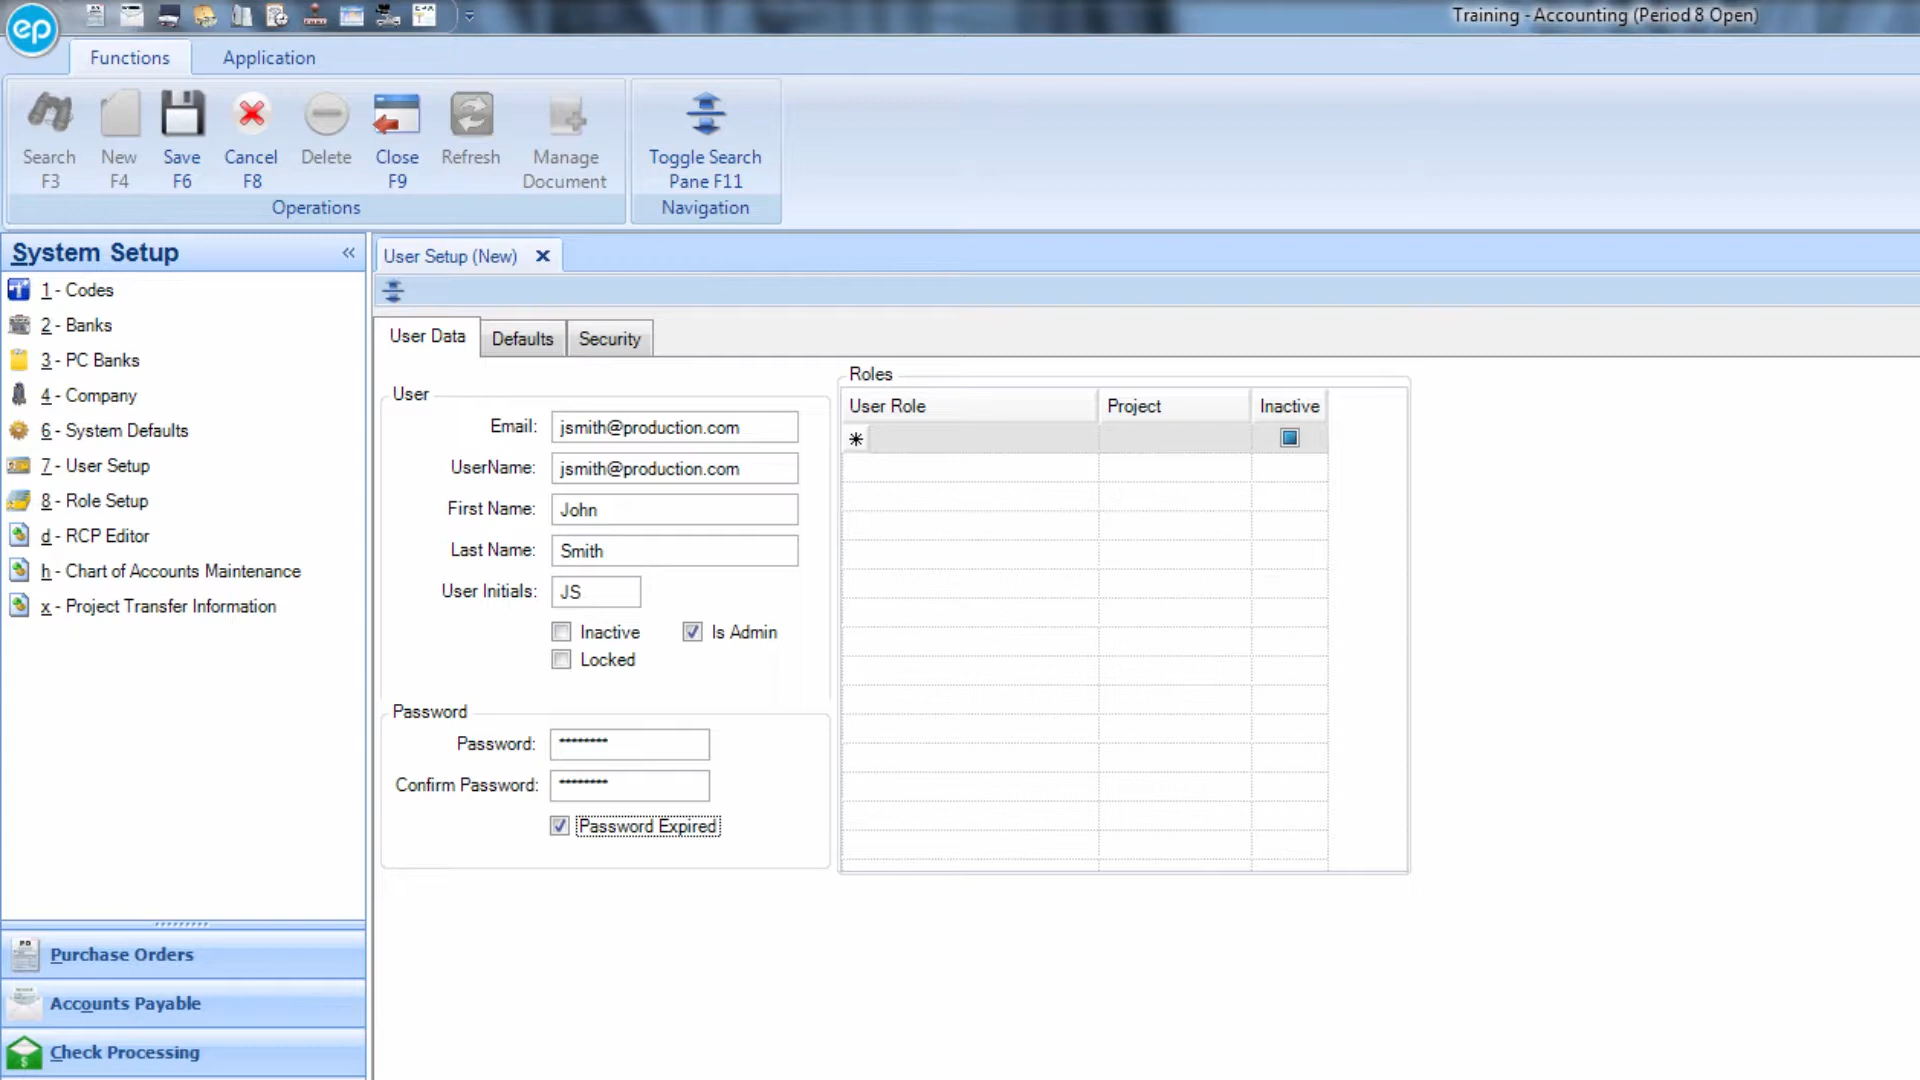 Training - Accounting (Period 8 Open)
ep
Functions
Application
Search F3
New F4
Save F6
Cancel F8
Delete
Close F9
Refresh
Manage Document
Toggle Search Pane F11
Operations
Navigation
System Setup «
User Setup (New)
1 - Codes
2 - Banks
3 - PC Banks
4 - Company
6 - System Defaults
7 - User Setup
8 - Role Setup
d - RCP Editor
h - Chart of Accounts Maintenance
x - Project Transfer Information
User Data
Defaults
Security
User
Email: jsmith@production.com
UserName: jsmith@production.com
First Name: John
Last Name: Smith
User Initials: JS
Inactive
Is Admin
Locked
Password
Password: ********
Confirm Password: ********
Password Expired
Roles
User Role
Project
Inactive
Purchase Orders
Accounts Payable
Check Processing